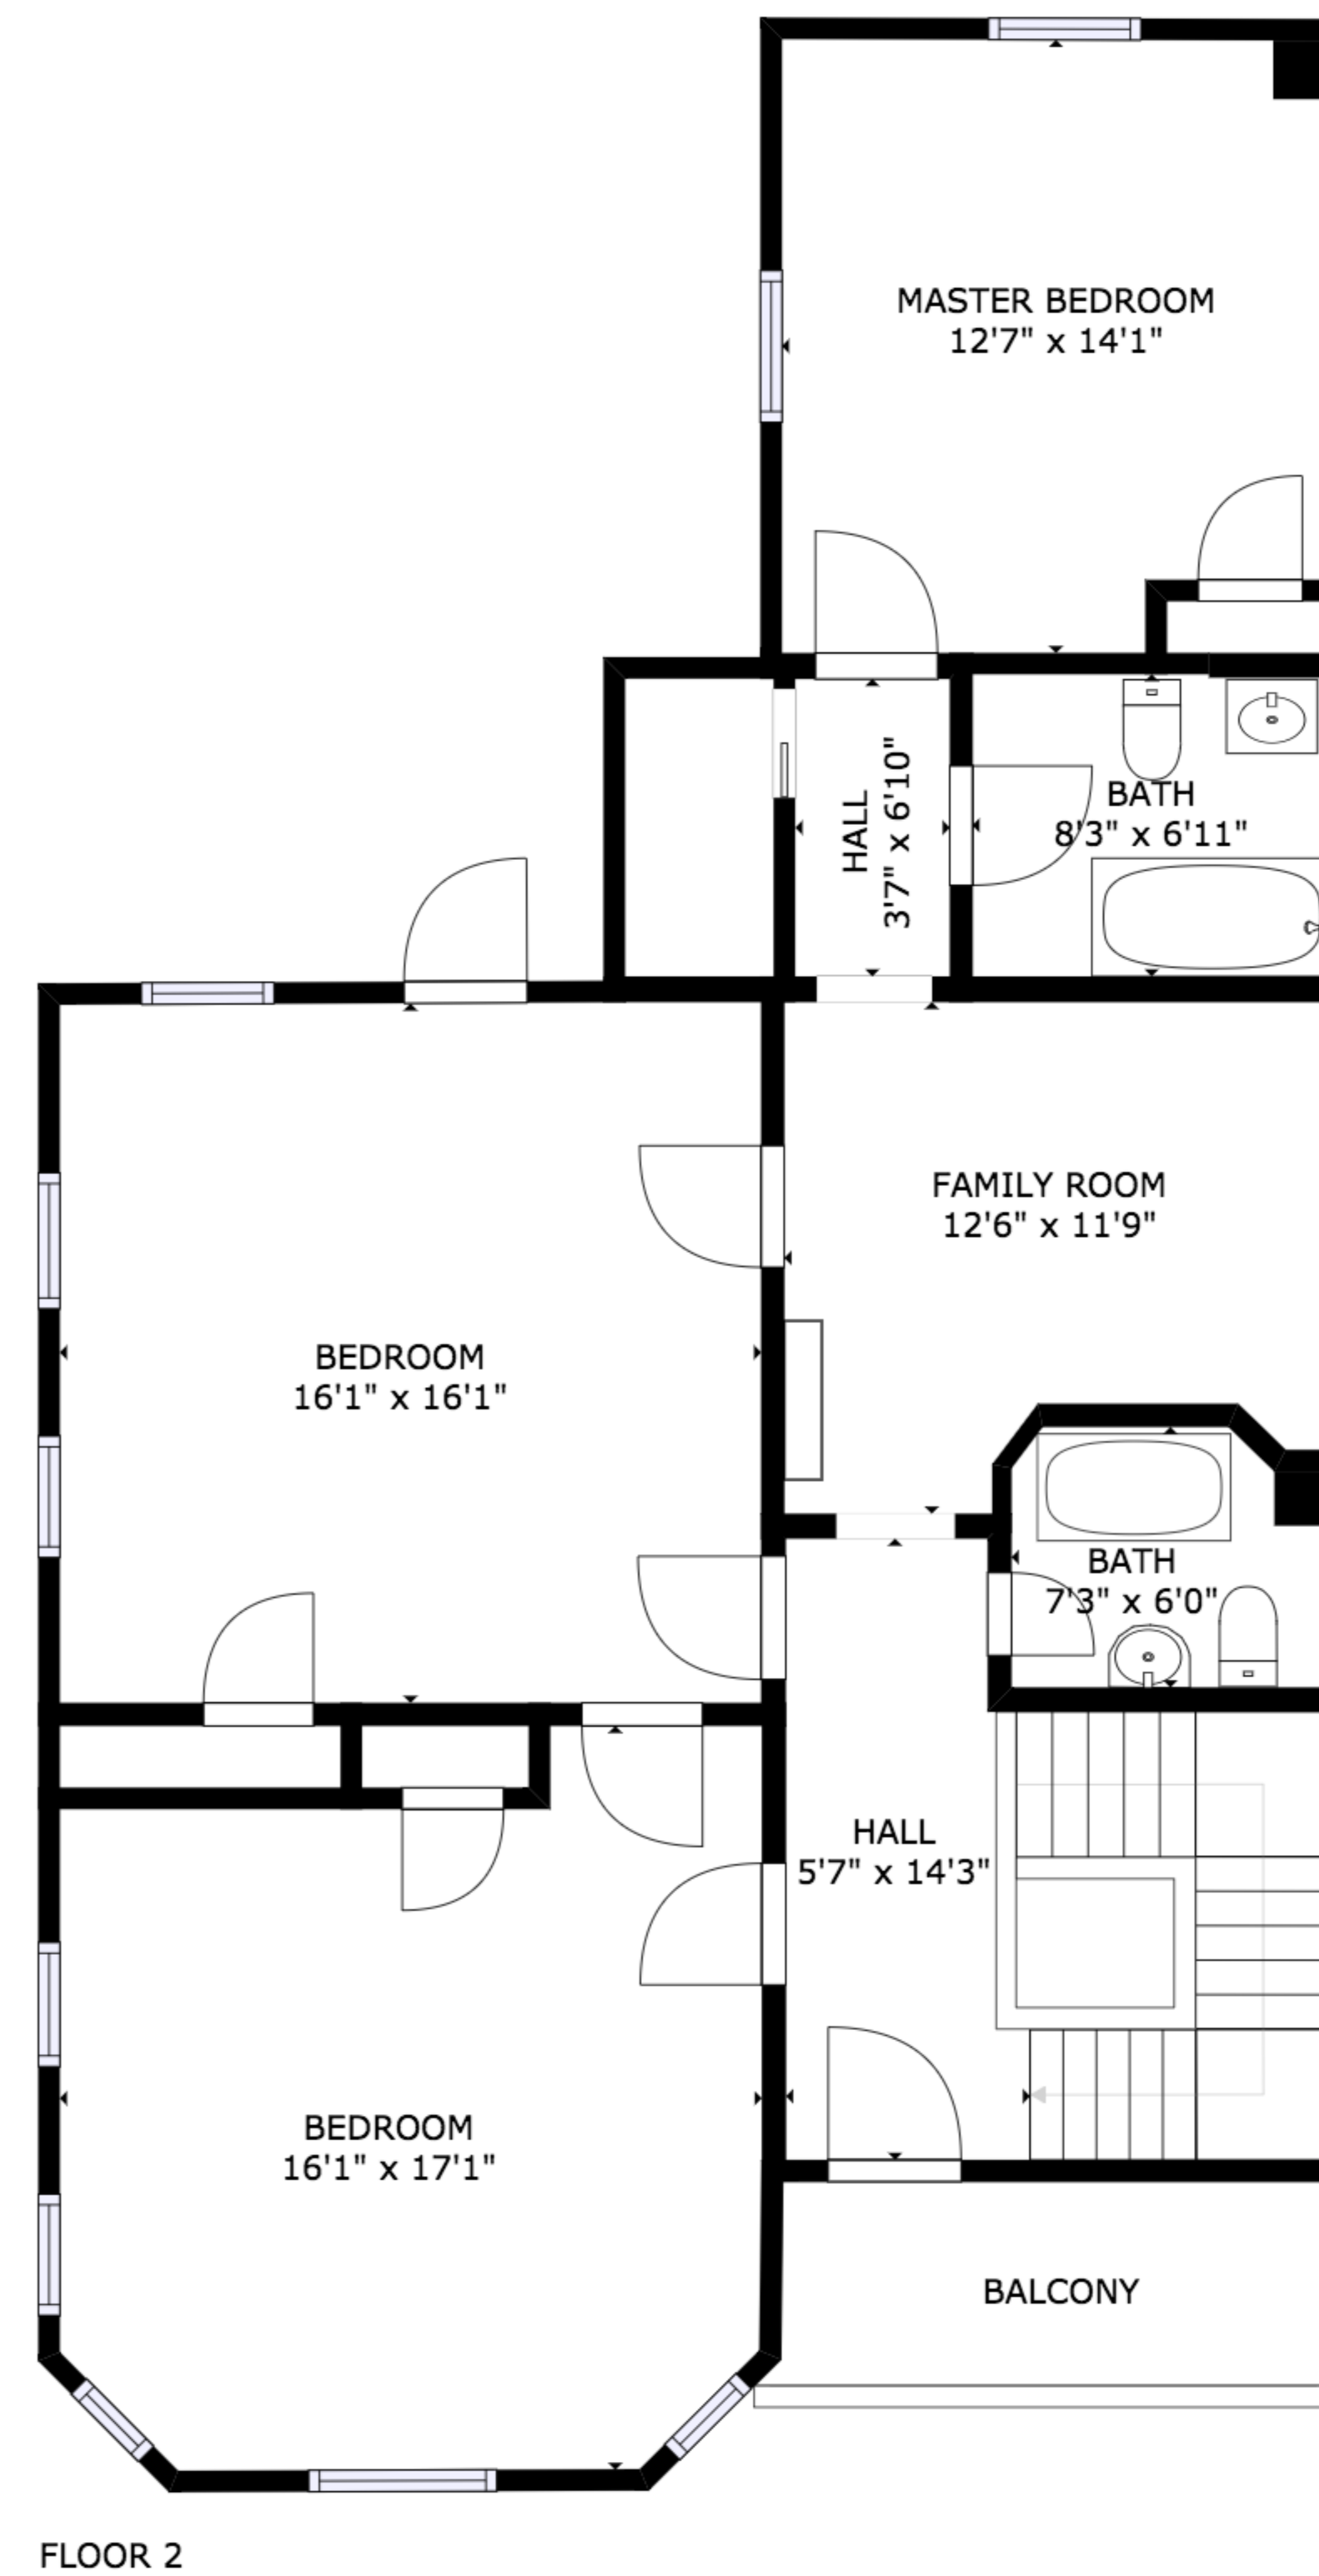 MASTER BEDROOM
12'7" x 14'1"
HALL
3'7" x 6'10"
BATH
8'3" x 6'11"
FAMILY ROOM
12'6" x 11'9"
BEDROOM
16'1" x 16'1"
BATH
7'3" x 6'0"
HALL
5'7" x 14'3"
BEDROOM
16'1" x 17'1"
BALCONY
FLOOR 2